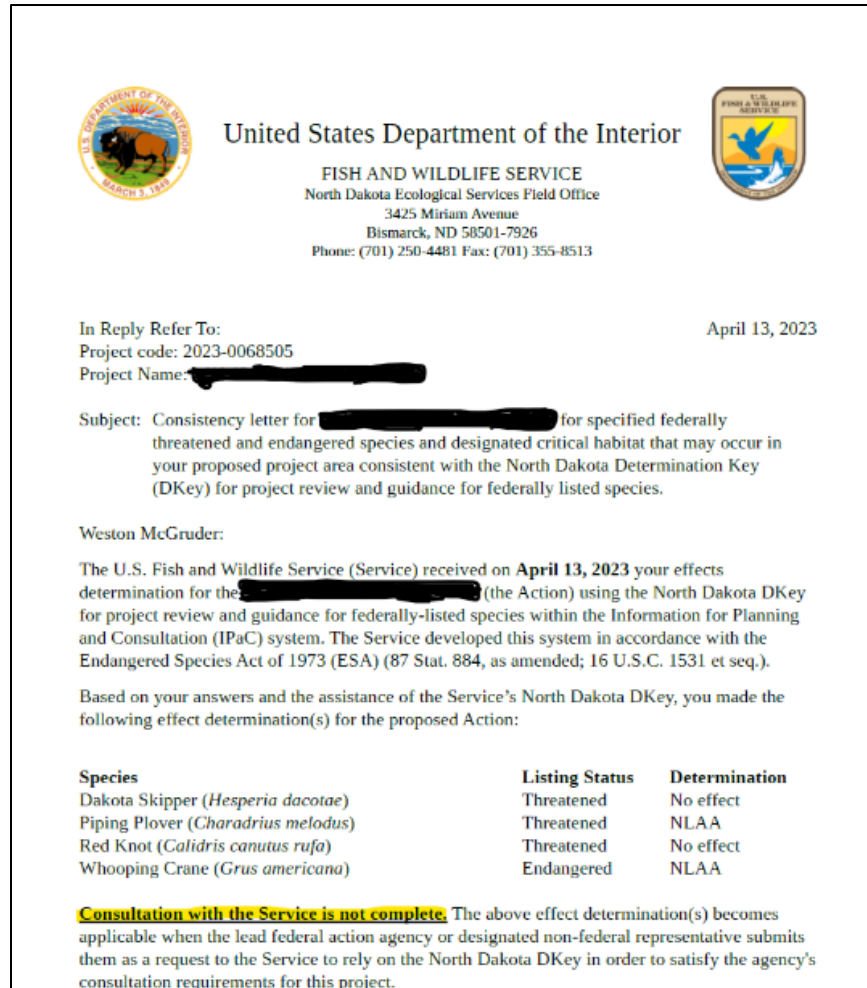 U.S. DEPARTMENT OF THE INTERIOR
MARCH 3, 1849
U.S.
FISH & WILDLIFE
SERVICE
DEPARTMENT OF THE INTERIOR
United States Department of the Interior
FISH AND WILDLIFE SERVICE
North Dakota Ecological Services Field Office
3425 Miriam Avenue
Bismarck, ND 58501-7926
Phone: (701) 250-4481 Fax: (701) 355-8513
In Reply Refer To: April 13, 2023
Project code: 2023-0068505
Project Name:
Subject: Consistency letter for for specified federally
threatened and endangered species and designated critical habitat that may occur in
your proposed project area consistent with the North Dakota Determination Key
(DKey) for project review and guidance for federally listed species.
Weston McGruder:
The U.S. Fish and Wildlife Service (Service) received on April 13, 2023 your effects
determination for the (the Action) using the North Dakota DKey
for project review and guidance for federally-listed species within the Information for Planning
and Consultation (IPaC) system. The Service developed this system in accordance with the
Endangered Species Act of 1973 (ESA) (87 Stat. 884, as amended; 16 U.S.C. 1531 et seq.).
Based on your answers and the assistance of the Service's North Dakota DKey, you made the
following effect determination(s) for the proposed Action:
Species Listing Status Determination
Dakota Skipper (Hesperia dacotae) Threatened No effect
Piping Plover (Charadrius melodus) Threatened NLAA
Red Knot (Calidris canutus rufa) Threatened No effect
Whooping Crane (Grus americana) Endangered NLAA
Consultation with the Service is not complete. The above effect determination(s) becomes
applicable when the lead federal action agency or designated non-federal representative submits
them as a request to the Service to rely on the North Dakota DKey in order to satisfy the agency's
consultation requirements for this project.